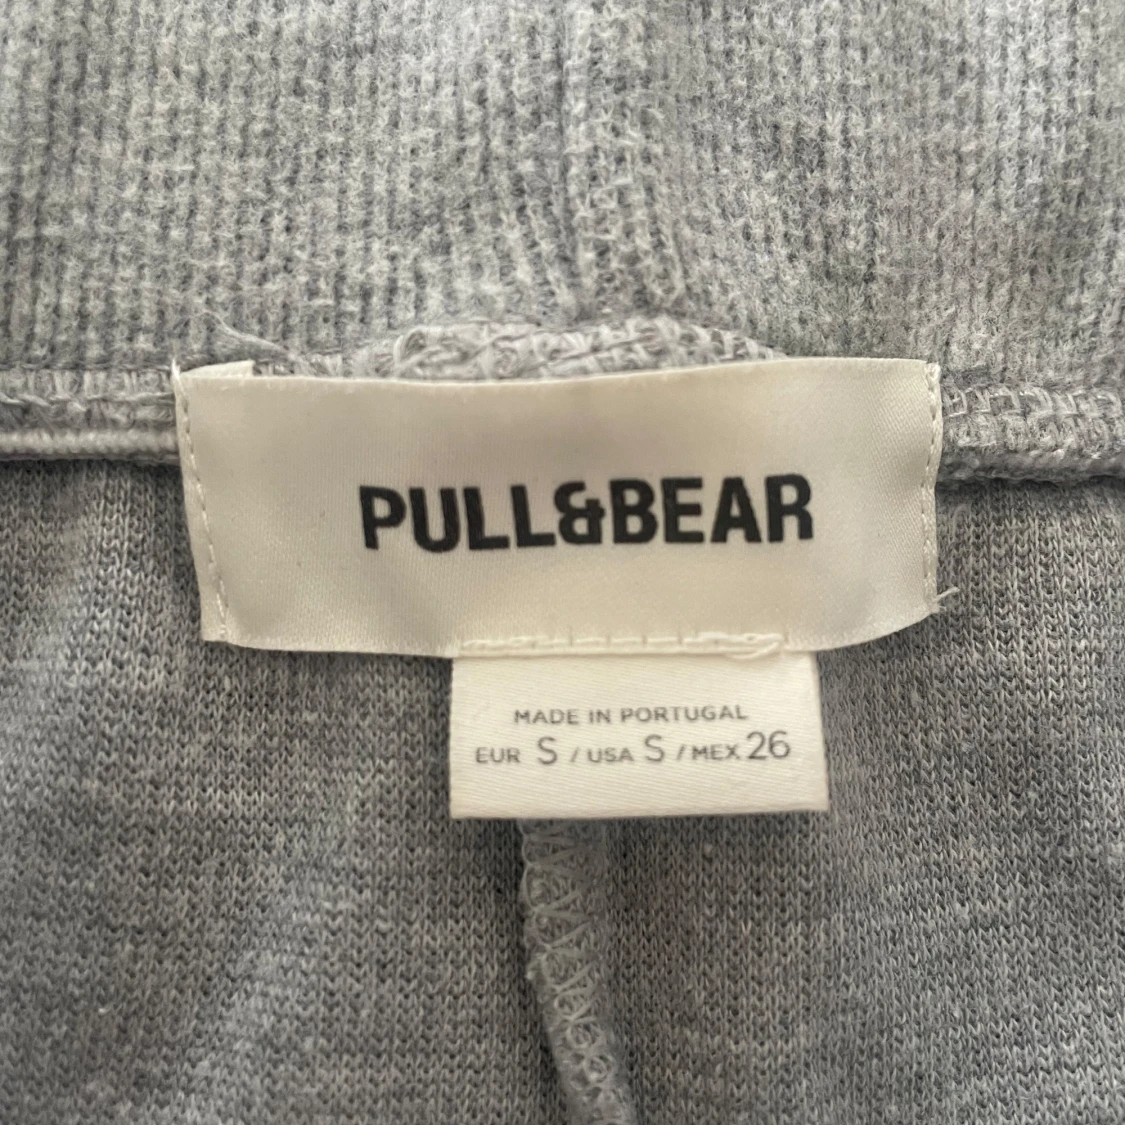 PULL&BEAR
MADE IN PORTUGAL
EUR S / USA S / MEX 26